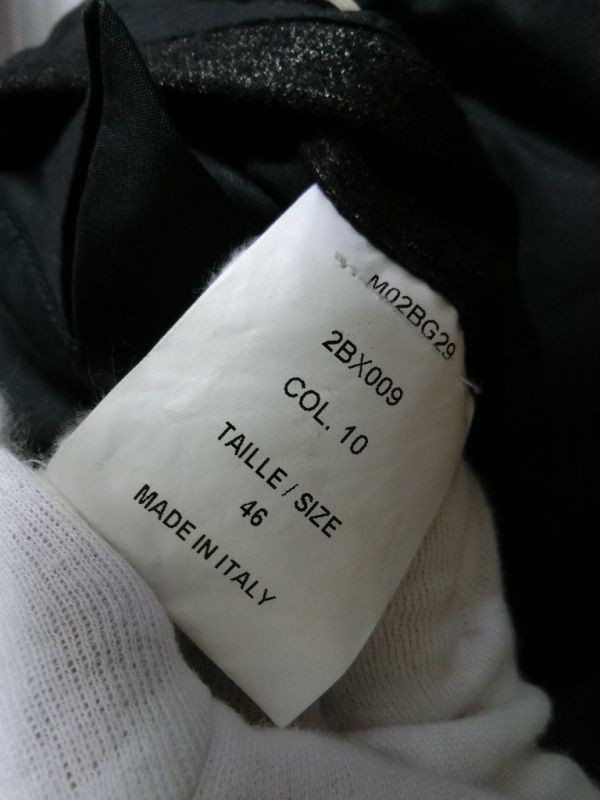 M02BG29
2BX009
COL. 10
TAILLE / SIZE
46
MADE IN ITALY